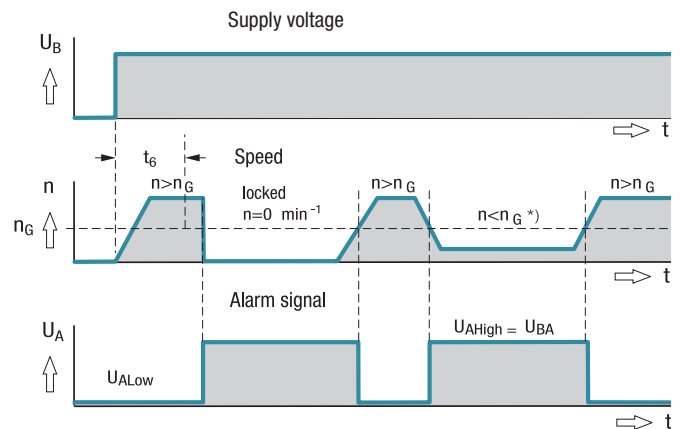 Supply voltage
U_B
t
t_6
Speed
n
n>n_G
locked
n=0 min⁻¹
n>n_G
n<n_G *)
n>n_G
n_G
t
Alarm signal
U_A
U_ALow
U_AHigh = U_BA
t